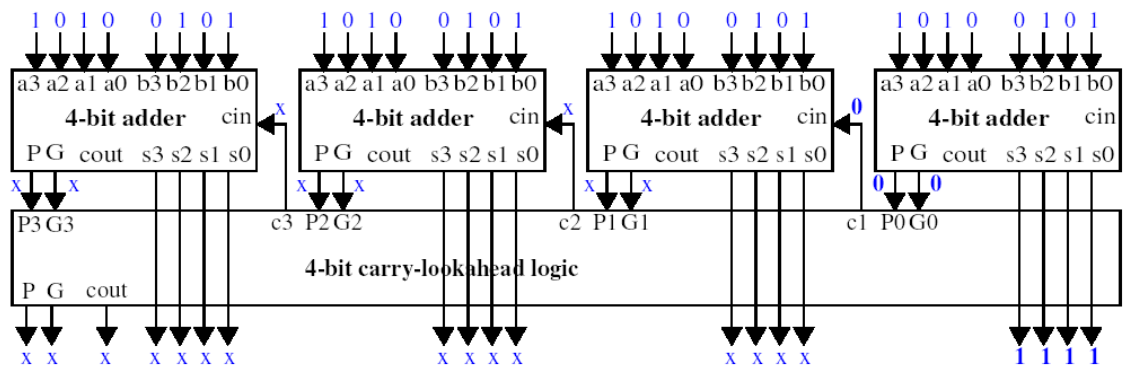 1 0 1 0 0 1 0 1 1 0 1 0 0 1 0 1 1 0 1 0 0 1 0 1 1 0 1 0 0 1 0 1
a3 a2 a1 a0 b3 b2 b1 b0 a3 a2 a1 a0 b3 b2 b1 b0 a3 a2 a1 a0 b3 b2 b1 b0 a3 a2 a1 a0 b3 b2 b1 b0
x x 0
4-bit adder cin 4-bit adder cin 4-bit adder cin 4-bit adder cin
P G cout s3 s2 s1 s0 P G cout s3 s2 s1 s0 P G cout s3 s2 s1 s0 P G cout s3 s2 s1 s0
x x x x x x 0 0
P3 G3 c3 P2 G2 c2 P1 G1 c1 P0 G0
4-bit carry-lookahead logic
P G cout
x x x x x x x x x x x x x x x 1 1 1 1